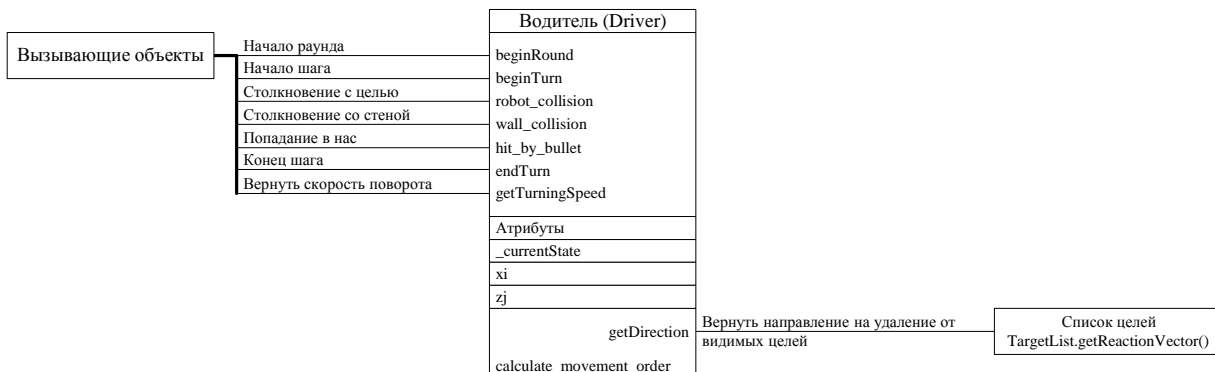 Водитель (Driver)
Вызывающие объекты
Начало раунда
beginRound
Начало шага
beginTurn
Столкновение с целью
robot_collision
Столкновение со стеной
wall_collision
Попадание в нас
hit_by_bullet
Конец шага
endTurn
Вернуть скорость поворота
getTurningSpeed
Атрибуты
_currentState
xi
zj
getDirection
Вернуть направление на удаление от
видимых целей
Список целей
TargetList.getReactionVector()
calculate_movement_order